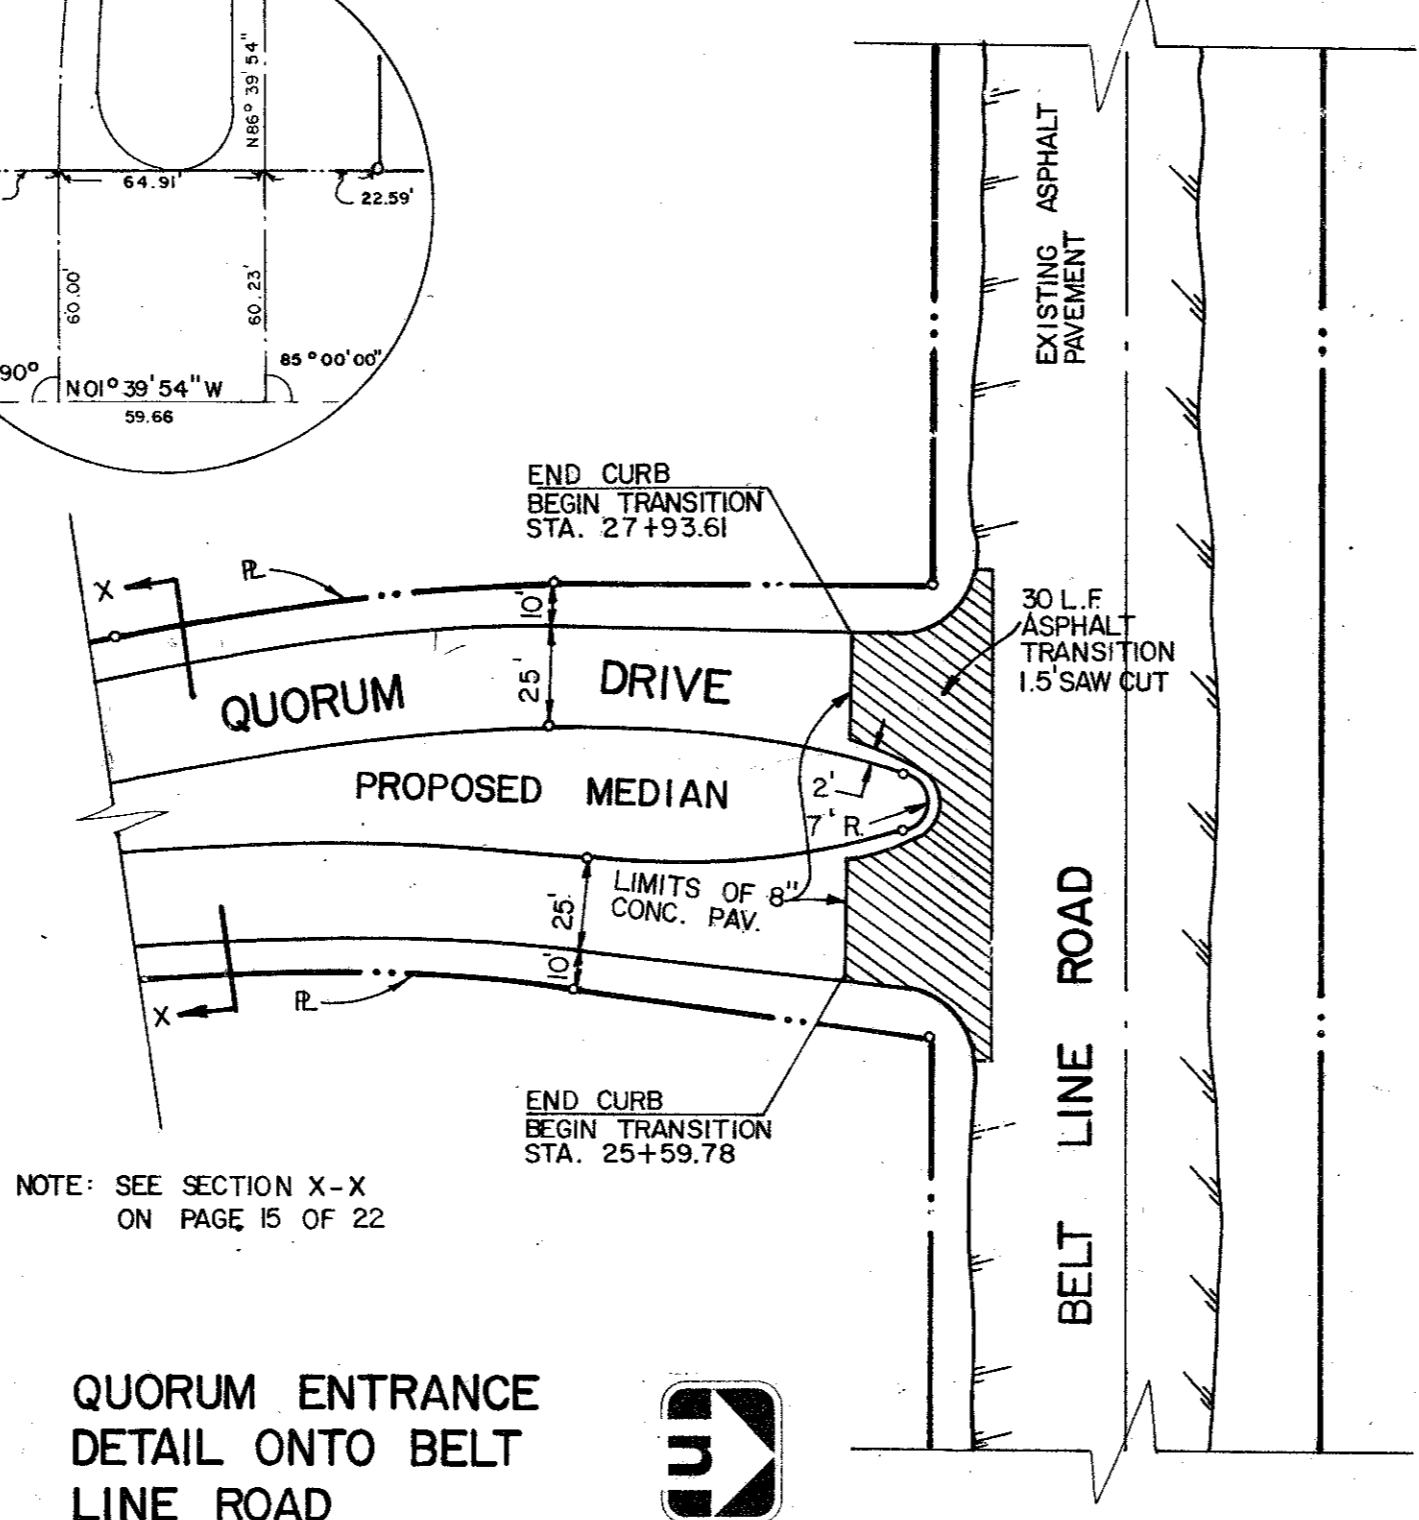 N86° 39' 54"
64.91'
22.59'
60.00'
60.23'
90°
85°00'00"
N01° 39' 54" W
59.66
EXISTING ASPHALT
PAVEMENT
END CURB
BEGIN TRANSITION
STA. 27+93.61
X
PL
10'
25'
QUORUM DRIVE
30 L.F.
ASPHALT
TRANSITION
1.5' SAW CUT
PROPOSED MEDIAN
2'
7' R.
LIMITS OF 8"
CONC. PAV.
25'
10'
PL
X
BELT LINE ROAD
END CURB
BEGIN TRANSITION
STA. 25+59.78
NOTE: SEE SECTION X-X
ON PAGE 15 OF 22
QUORUM ENTRANCE
DETAIL ONTO BELT
LINE ROAD